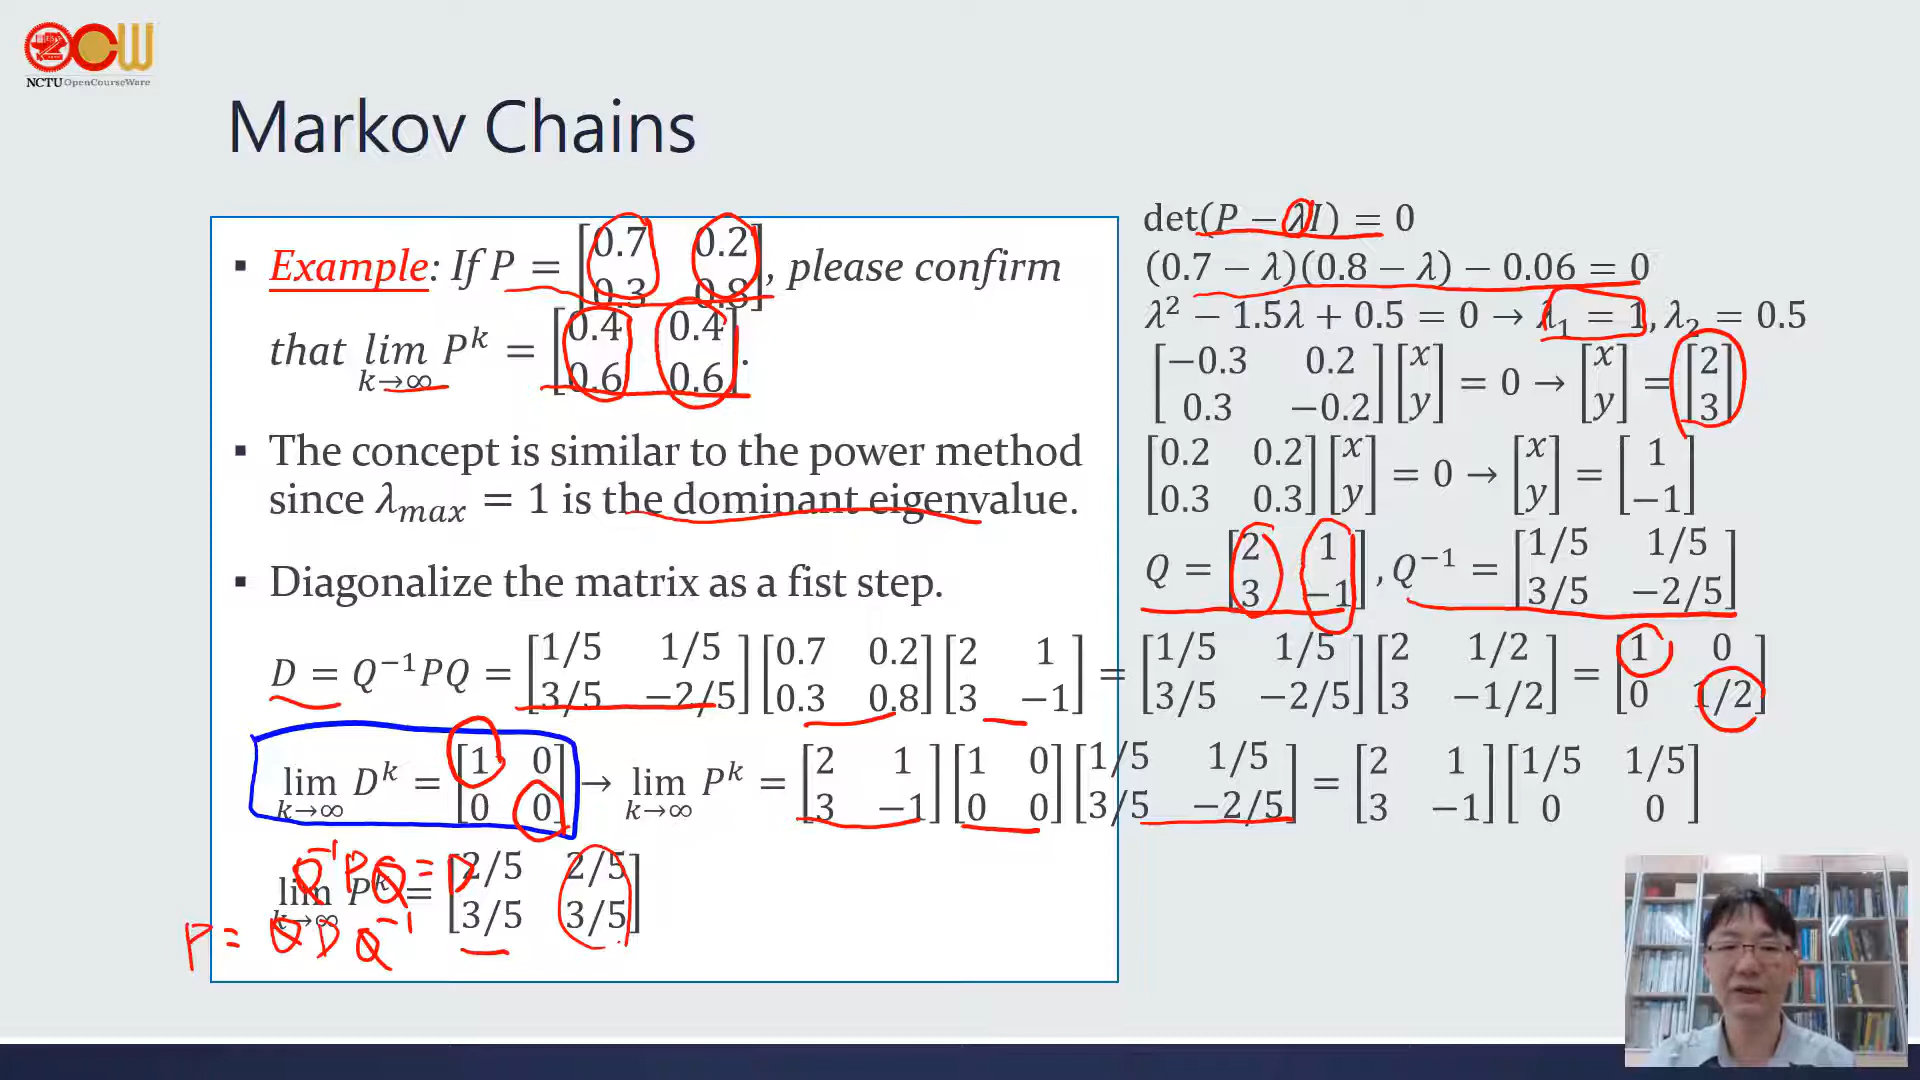 NCTU OpenCourseWare
Markov Chains
▪ Example: If P = [0.7 0.2; 0.3 0.8], please confirm
that lim k→∞ P^k = [0.4 0.4; 0.6 0.6].
▪ The concept is similar to the power method
since λ_max = 1 is the dominant eigenvalue.
▪ Diagonalize the matrix as a fist step.
det(P − λI) = 0
(0.7 − λ)(0.8 − λ) − 0.06 = 0
λ² − 1.5λ + 0.5 = 0 → λ₁ = 1, λ₂ = 0.5
[−0.3 0.2; 0.3 −0.2][x; y] = 0 → [x; y] = [2; 3]
[0.2 0.2; 0.3 0.3][x; y] = 0 → [x; y] = [1; −1]
Q = [2 1; 3 −1], Q⁻¹ = [1/5 1/5; 3/5 −2/5]
D = Q⁻¹PQ = [1/5 1/5; 3/5 −2/5][0.7 0.2; 0.3 0.8][2 1; 3 −1] = [1/5 1/5; 3/5 −2/5][2 1/2; 3 −1/2] = [1 0; 0 1/2]
lim k→∞ D^k = [1 0; 0 0] → lim k→∞ P^k = [2 1; 3 −1][1 0; 0 0][1/5 1/5; 3/5 −2/5] = [2 1; 3 −1][1/5 1/5; 0 0]
lim k→∞ P^k = [2/5 2/5; 3/5 3/5]
Q⁻¹PQ = D
P = QDQ⁻¹